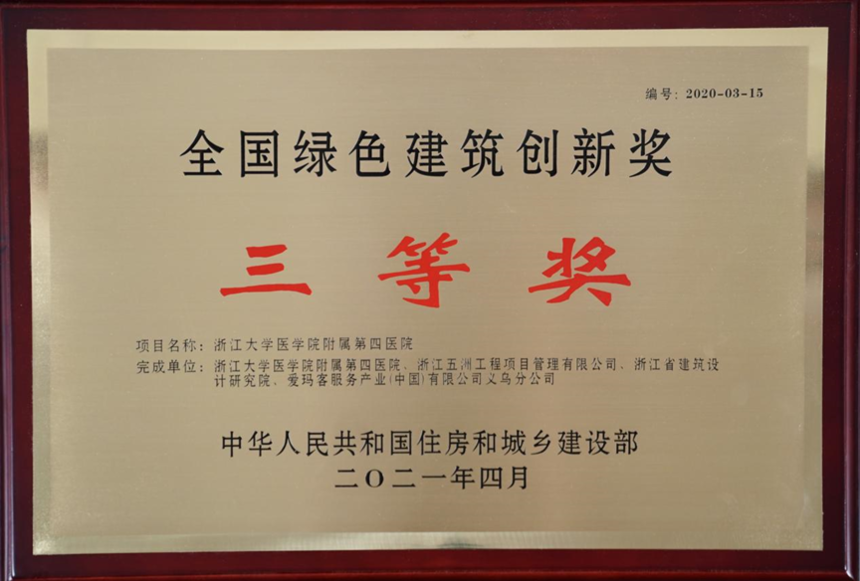 编号：2020-03-15
全国绿色建筑创新奖
三等奖
项目名称：浙江大学医学院附属第四医院
完成单位：浙江大学医学院附属第四医院、浙江五洲工程项目管理有限公司、浙江省建筑设
计研究院、爱玛客服务产业(中国)有限公司义乌分公司
中华人民共和国住房和城乡建设部
二〇二一年四月